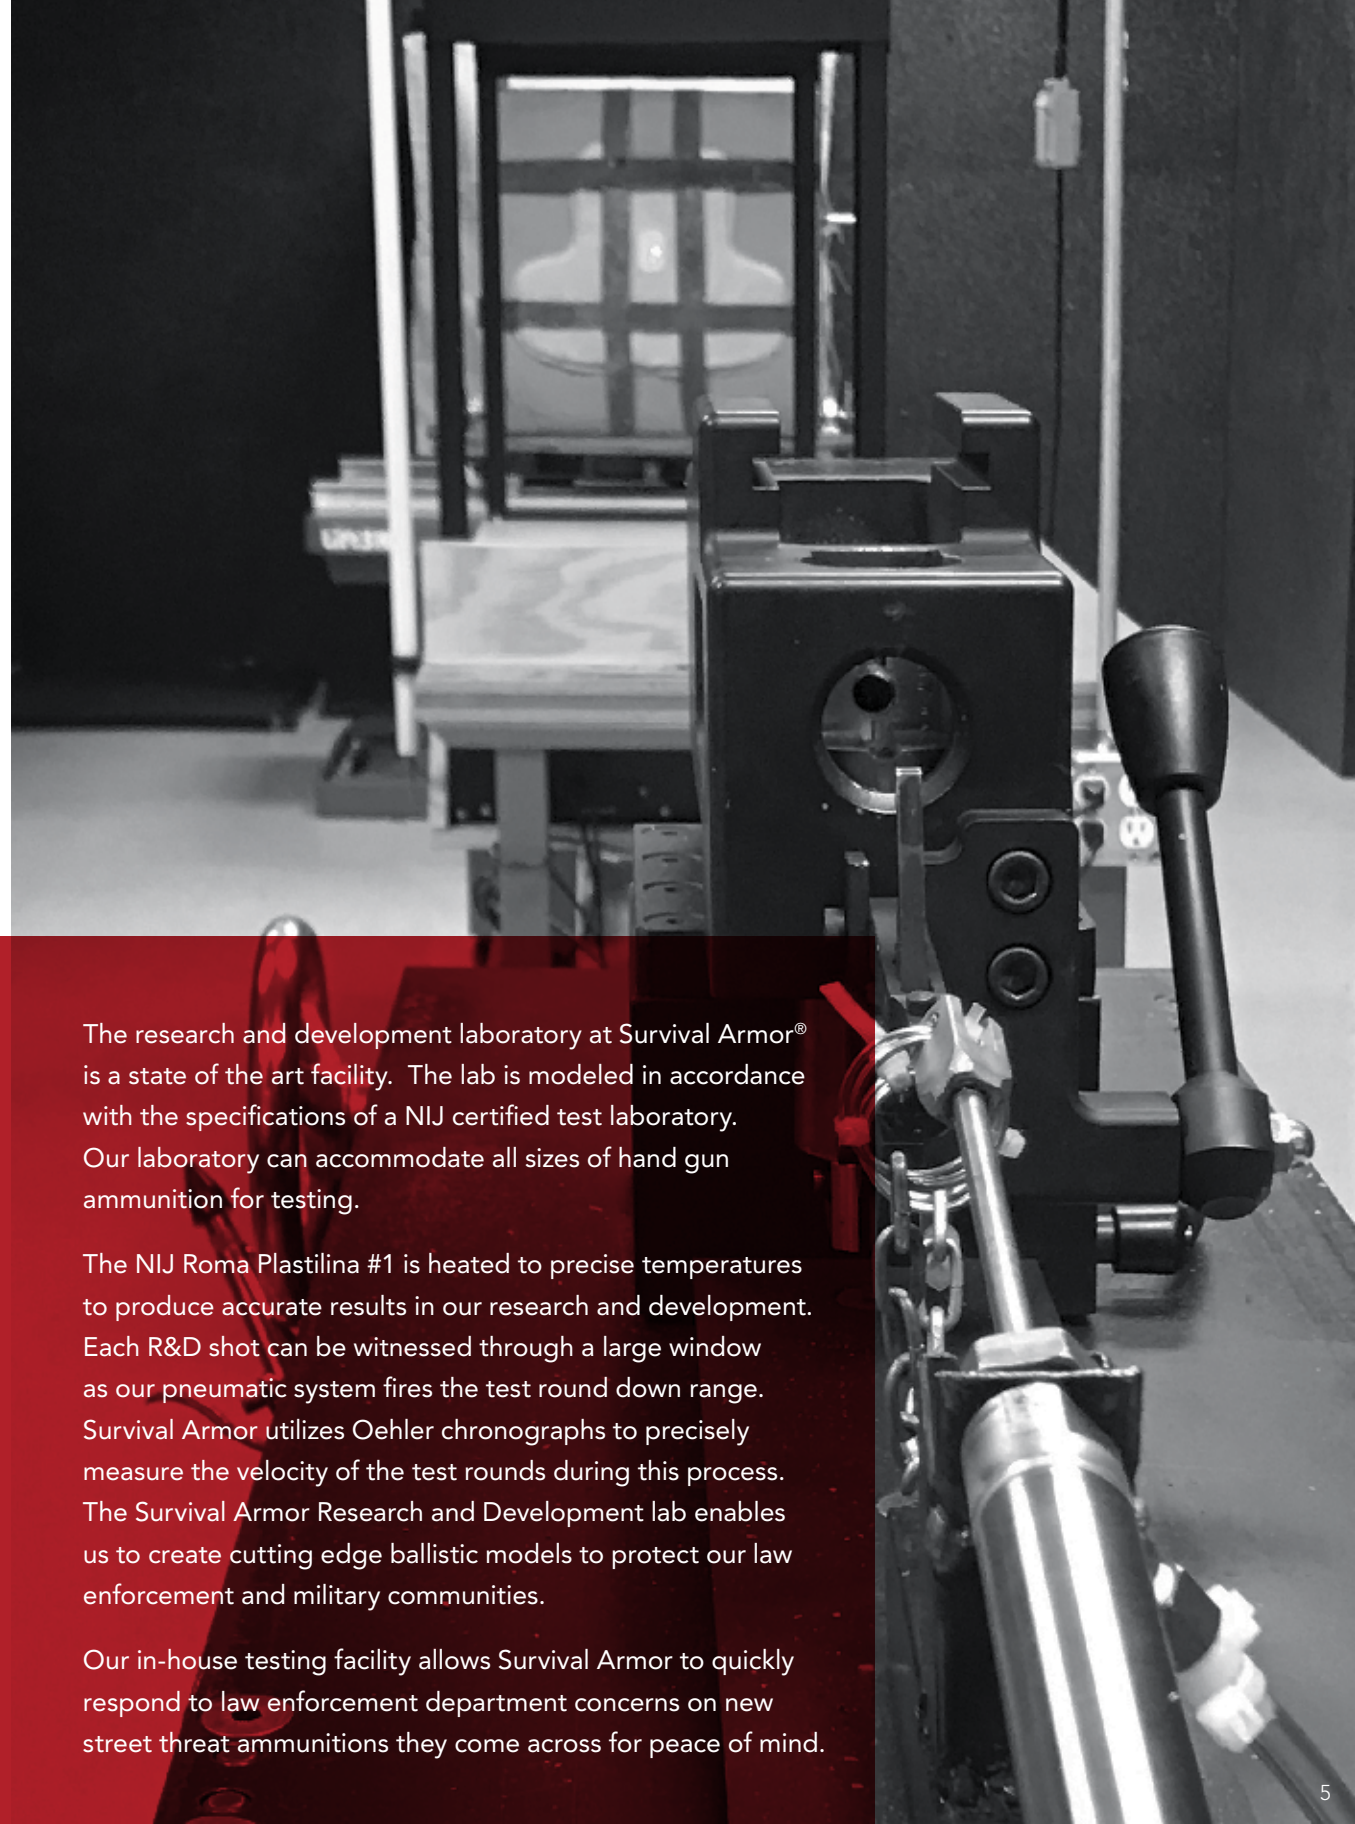 The research and development laboratory at Survival Armor®
is a state of the art facility.  The lab is modeled in accordance
with the specifications of a NIJ certified test laboratory.
Our laboratory can accommodate all sizes of hand gun
ammunition for testing.
The NIJ Roma Plastilina #1 is heated to precise temperatures
to produce accurate results in our research and development.
Each R&D shot can be witnessed through a large window
as our pneumatic system fires the test round down range.
Survival Armor utilizes Oehler chronographs to precisely
measure the velocity of the test rounds during this process.
The Survival Armor Research and Development lab enables
us to create cutting edge ballistic models to protect our law
enforcement and military communities.
Our in-house testing facility allows Survival Armor to quickly
respond to law enforcement department concerns on new
street threat ammunitions they come across for peace of mind.
5